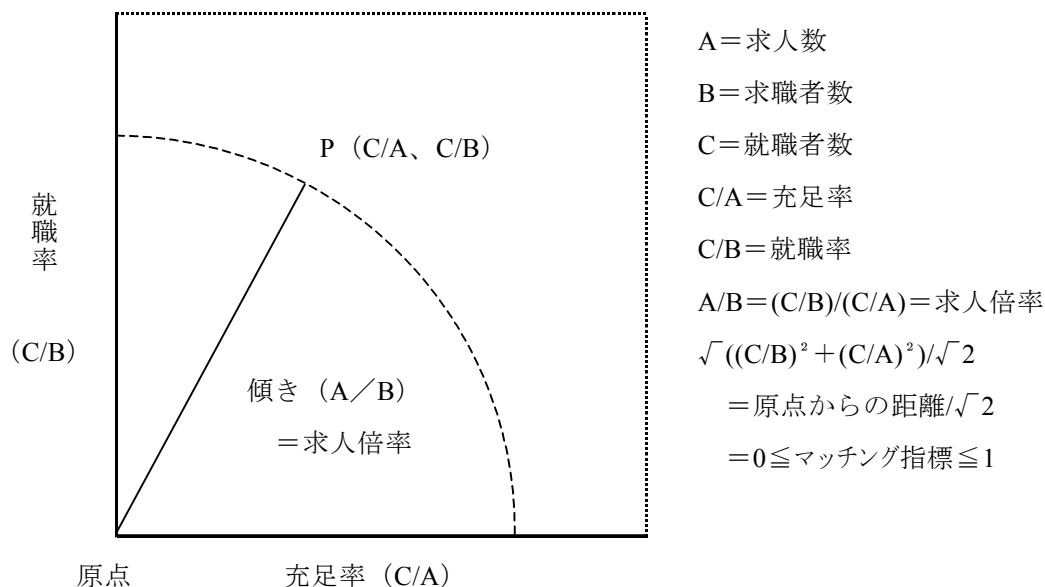 P（C/A、C/B）
就職率
（C/B）
傾き（A／B）
＝求人倍率
原点
充足率（C/A）
A＝求人数
B＝求職者数
C＝就職者数
C/A＝充足率
C/B＝就職率
A/B＝(C/B)/(C/A)＝求人倍率
√((C/B)²＋(C/A)²)/√2
＝原点からの距離/√2
＝0≦マッチング指標≦1